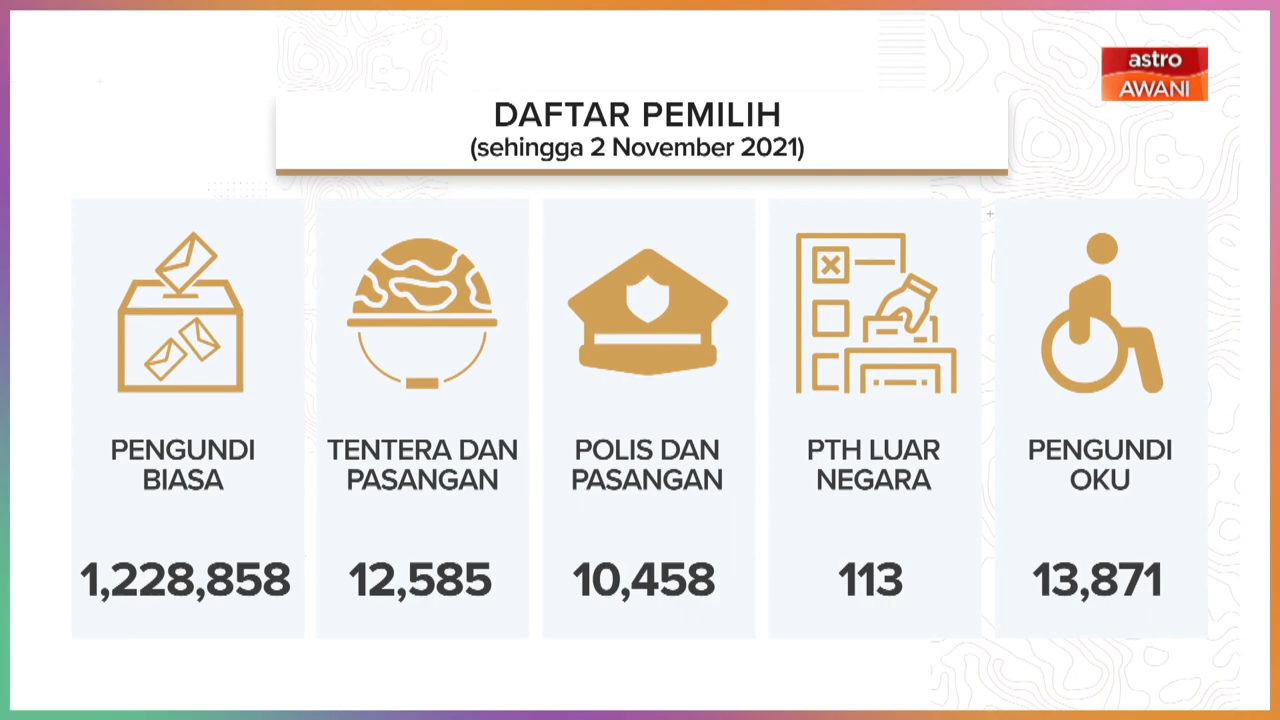 astro
AWANI
DAFTAR PEMILIH
(sehingga 2 November 2021)
PENGUNDI
BIASA
1,228,858
TENTERA DAN
PASANGAN
12,585
POLIS DAN
PASANGAN
10,458
PTH LUAR
NEGARA
113
PENGUNDI
OKU
13,871